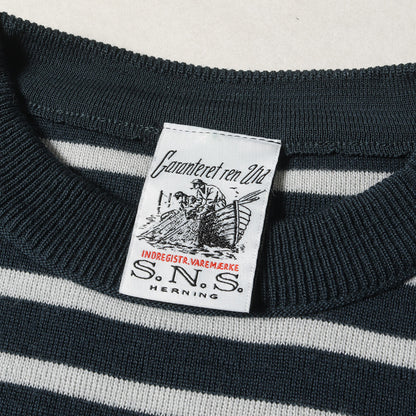 Garanteret ren Uld
INDREGISTR. VAREMÆRKE
S.N.S.
HERNING